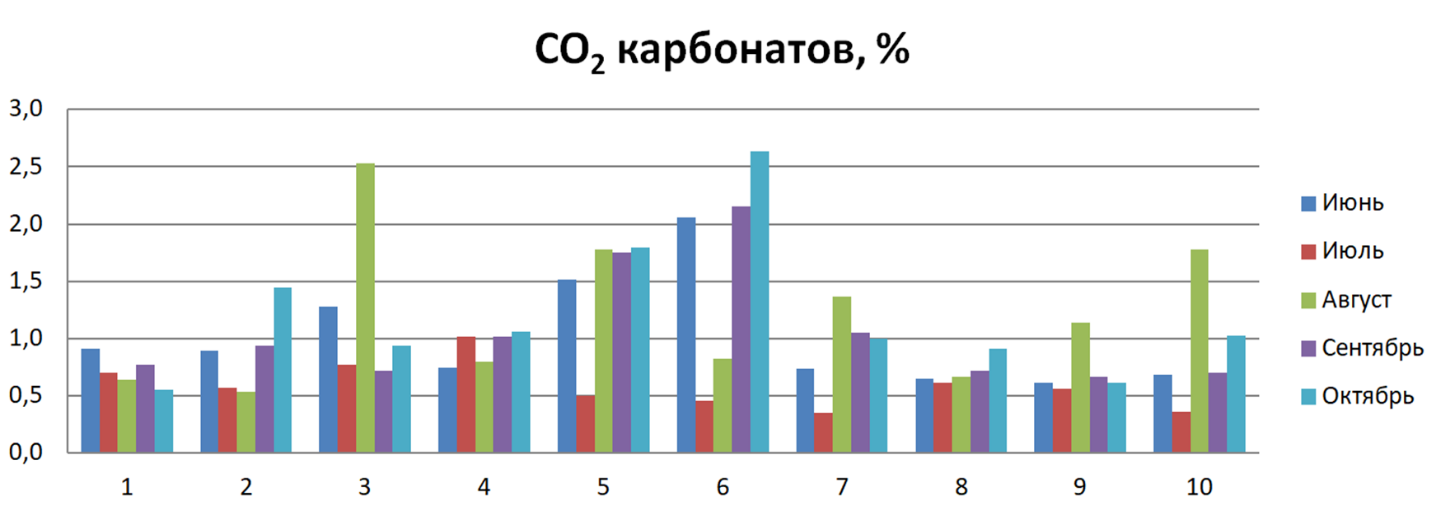 CO₂ карбонатов, %
3,0
2,5
2,0
1,5
1,0
0,5
0,0
1 2 3 4 5 6 7 8 9 10
Июнь
Июль
Август
Сентябрь
Октябрь